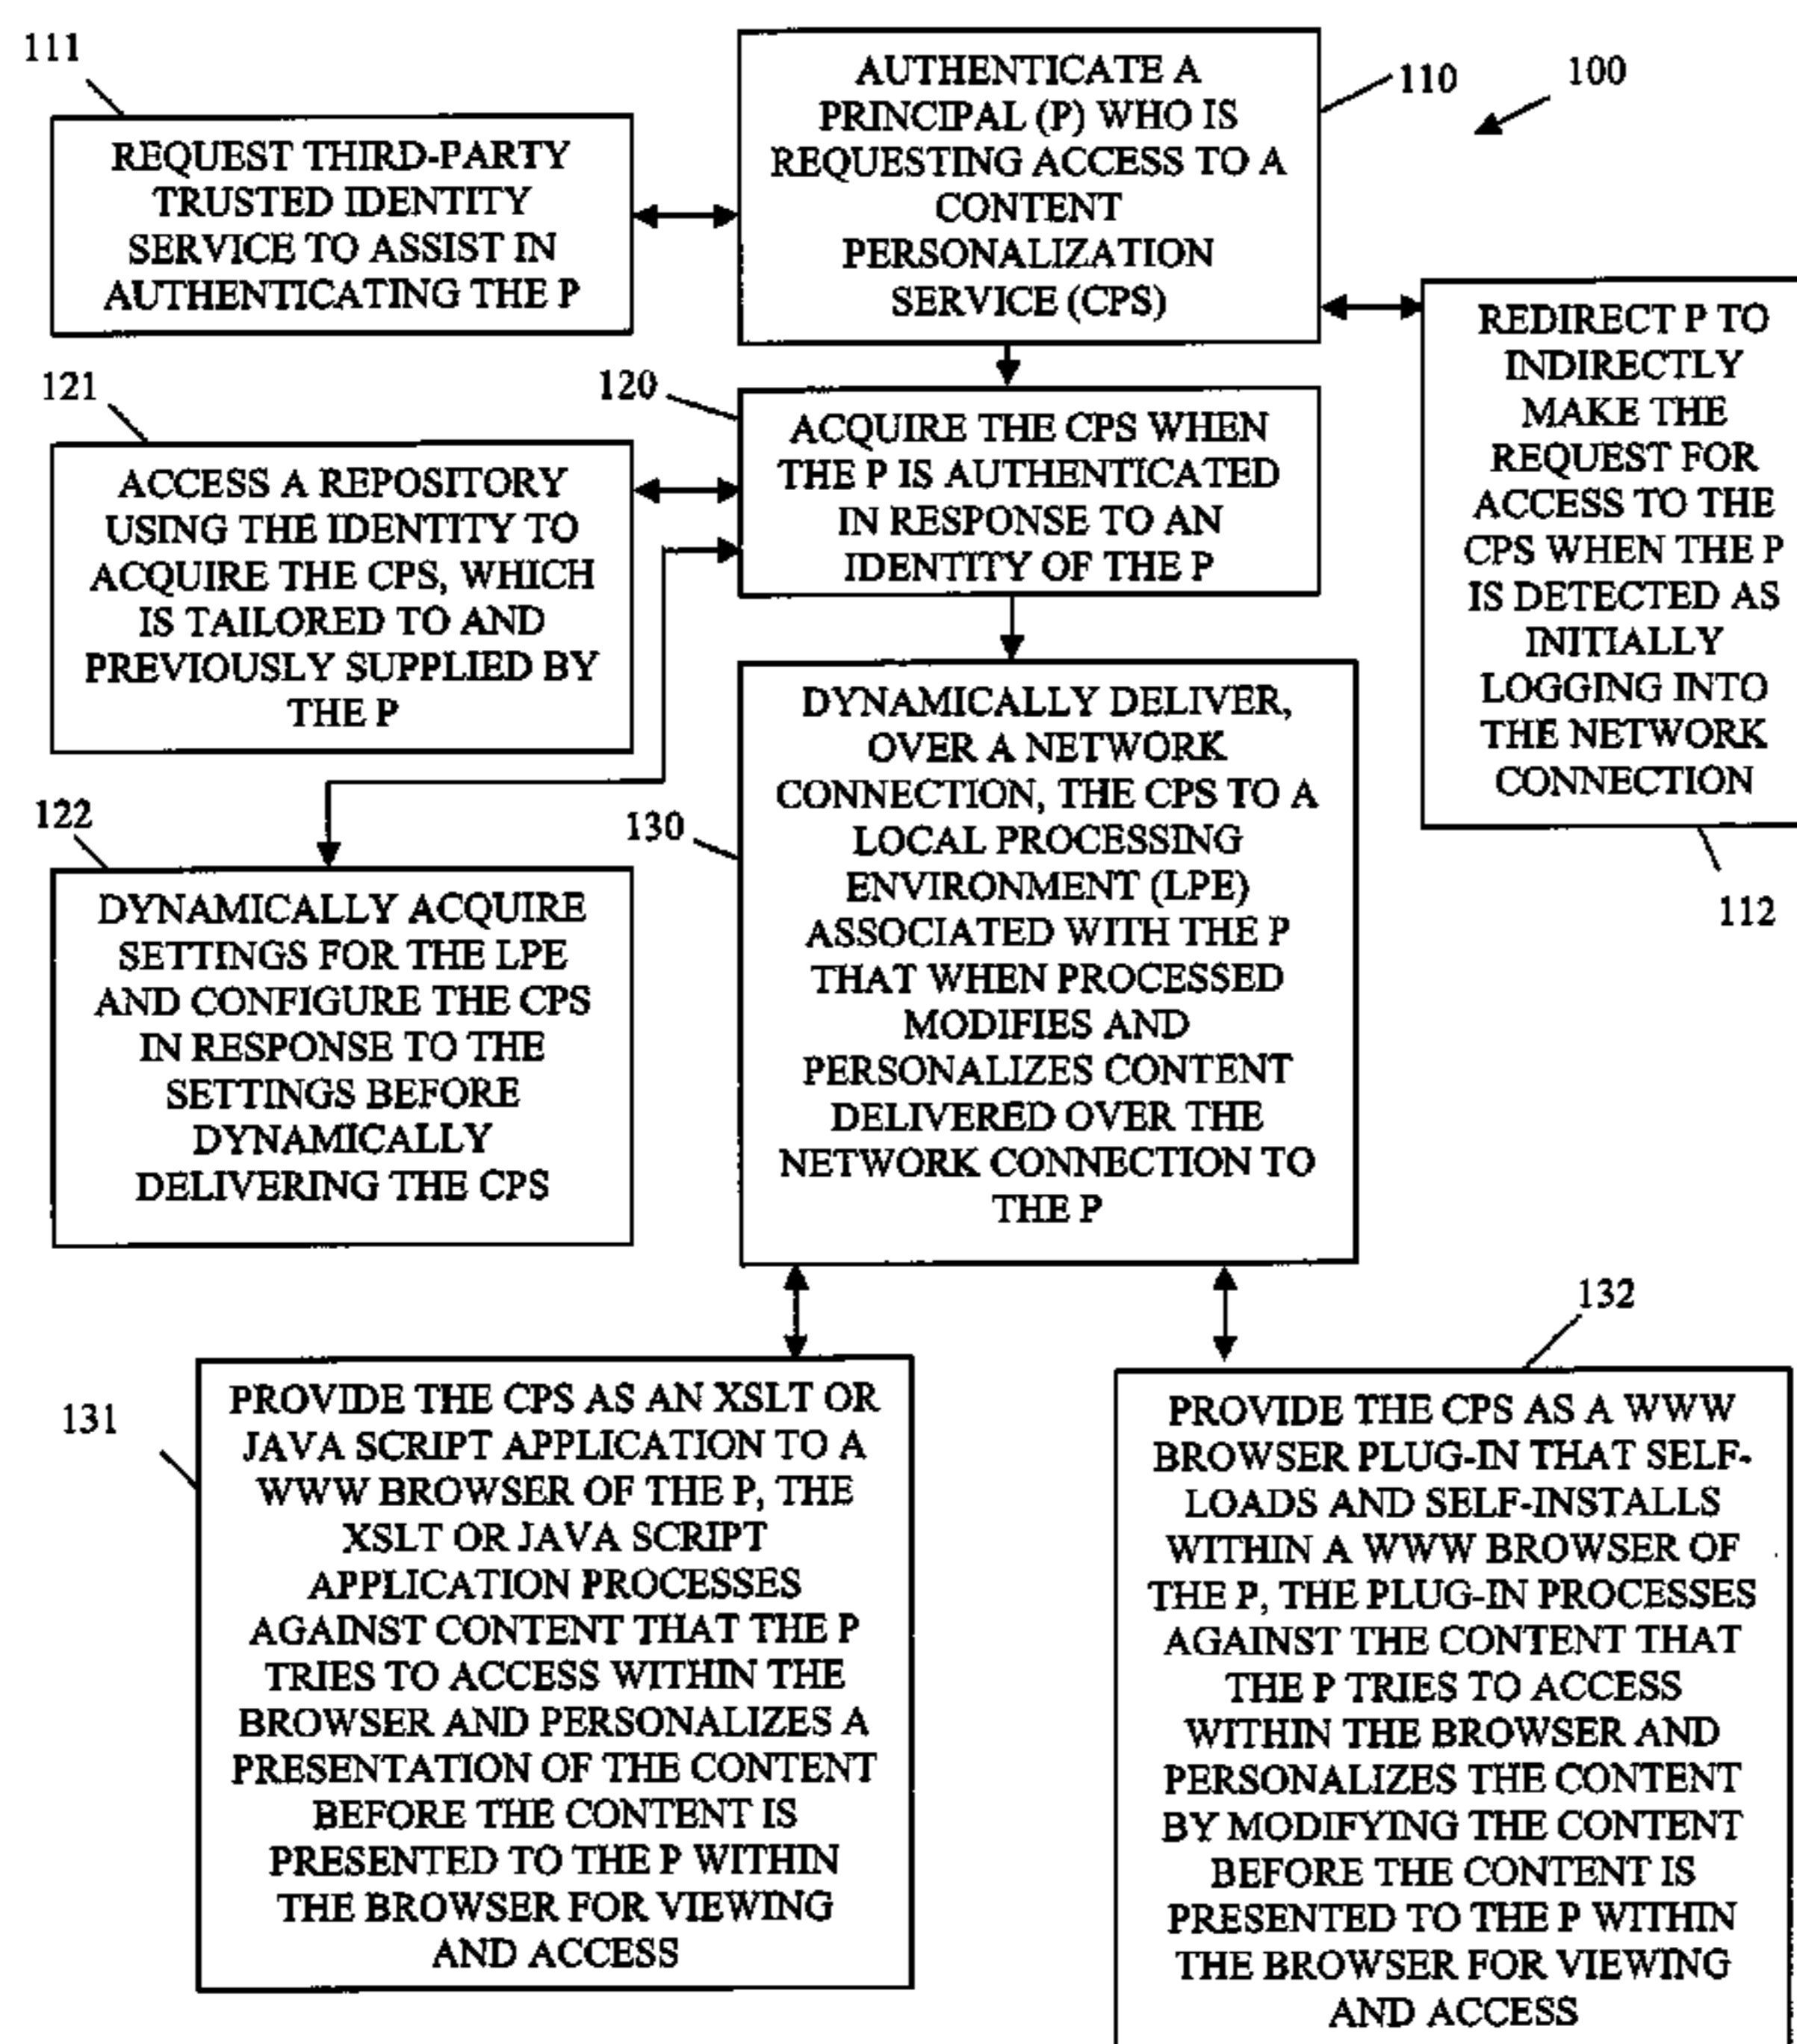 111
REQUEST THIRD-PARTY
TRUSTED IDENTITY
SERVICE TO ASSIST IN
AUTHENTICATING THE P
AUTHENTICATE A
PRINCIPAL (P) WHO IS
REQUESTING ACCESS TO A
CONTENT
PERSONALIZATION
SERVICE (CPS)
110
100
REDIRECT P TO
INDIRECTLY
MAKE THE
REQUEST FOR
ACCESS TO THE
CPS WHEN THE P
IS DETECTED AS
INITIALLY
LOGGING INTO
THE NETWORK
CONNECTION
112
121
ACCESS A REPOSITORY
USING THE IDENTITY TO
ACQUIRE THE CPS, WHICH
IS TAILORED TO AND
PREVIOUSLY SUPPLIED BY
THE P
120
ACQUIRE THE CPS WHEN
THE P IS AUTHENTICATED
IN RESPONSE TO AN
IDENTITY OF THE P
122
DYNAMICALLY ACQUIRE
SETTINGS FOR THE LPE
AND CONFIGURE THE CPS
IN RESPONSE TO THE
SETTINGS BEFORE
DYNAMICALLY
DELIVERING THE CPS
130
DYNAMICALLY DELIVER,
OVER A NETWORK
CONNECTION, THE CPS TO A
LOCAL PROCESSING
ENVIRONMENT (LPE)
ASSOCIATED WITH THE P
THAT WHEN PROCESSED
MODIFIES AND
PERSONALIZES CONTENT
DELIVERED OVER THE
NETWORK CONNECTION TO
THE P
131
PROVIDE THE CPS AS AN XSLT OR
JAVA SCRIPT APPLICATION TO A
WWW BROWSER OF THE P, THE
XSLT OR JAVA SCRIPT
APPLICATION PROCESSES
AGAINST CONTENT THAT THE P
TRIES TO ACCESS WITHIN THE
BROWSER AND PERSONALIZES A
PRESENTATION OF THE CONTENT
BEFORE THE CONTENT IS
PRESENTED TO THE P WITHIN
THE BROWSER FOR VIEWING
AND ACCESS
132
PROVIDE THE CPS AS A WWW
BROWSER PLUG-IN THAT SELF-
LOADS AND SELF-INSTALLS
WITHIN A WWW BROWSER OF
THE P, THE PLUG-IN PROCESSES
AGAINST THE CONTENT THAT
THE P TRIES TO ACCESS
WITHIN THE BROWSER AND
PERSONALIZES THE CONTENT
BY MODIFYING THE CONTENT
BEFORE THE CONTENT IS
PRESENTED TO THE P WITHIN
THE BROWSER FOR VIEWING
AND ACCESS